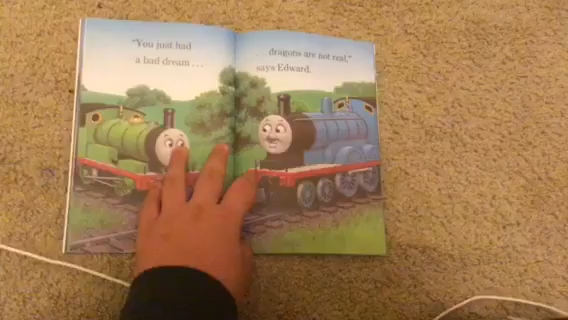 "You just had
a bad dream . . .
. . . dragons are not real,"
says Edward.